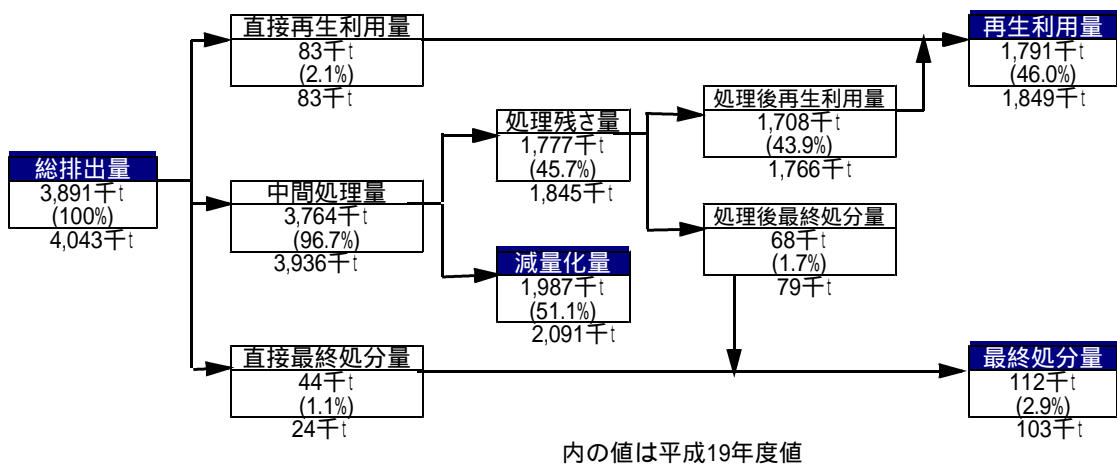 直接再生利用量
83千t
(2.1%)
83千t
再生利用量
1,791千t
(46.0%)
1,849千t
処理残さ量
1,777千t
(45.7%)
1,845千t
処理後再生利用量
1,708千t
(43.9%)
1,766千t
総排出量
3,891千t
(100%)
4,043千t
中間処理量
3,764千t
(96.7%)
3,936千t
処理後最終処分量
68千t
(1.7%)
79千t
減量化量
1,987千t
(51.1%)
2,091千t
直接最終処分量
44千t
(1.1%)
24千t
最終処分量
112千t
(2.9%)
103千t
内の値は平成19年度値